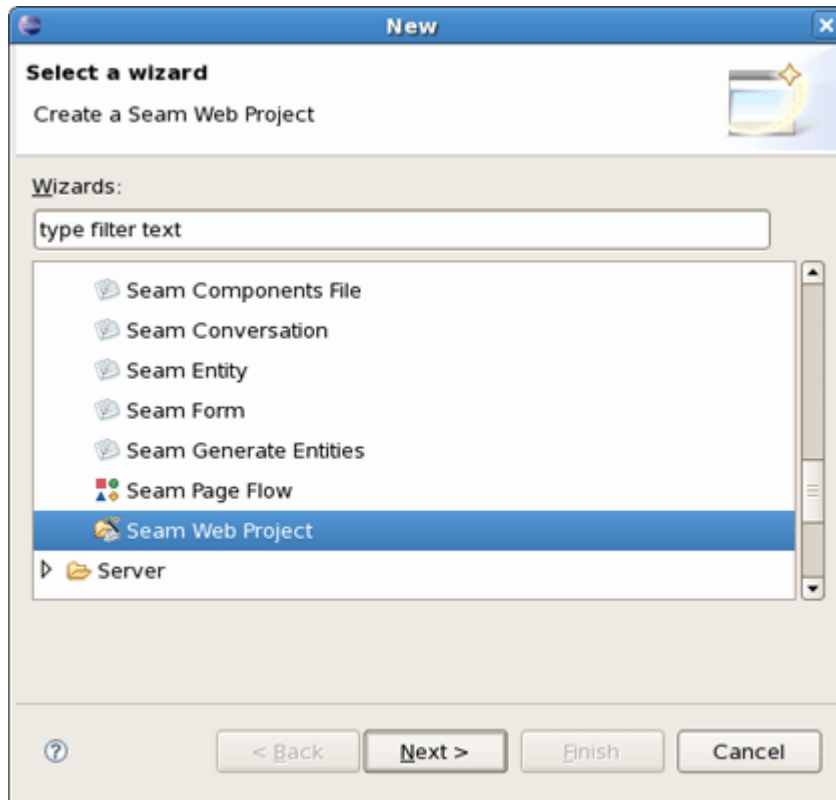 New
Select a wizard
Create a Seam Web Project
Wizards:
type filter text
Seam Components File
Seam Conversation
Seam Entity
Seam Form
Seam Generate Entities
Seam Page Flow
Seam Web Project
Server
< Back Next > Finish Cancel